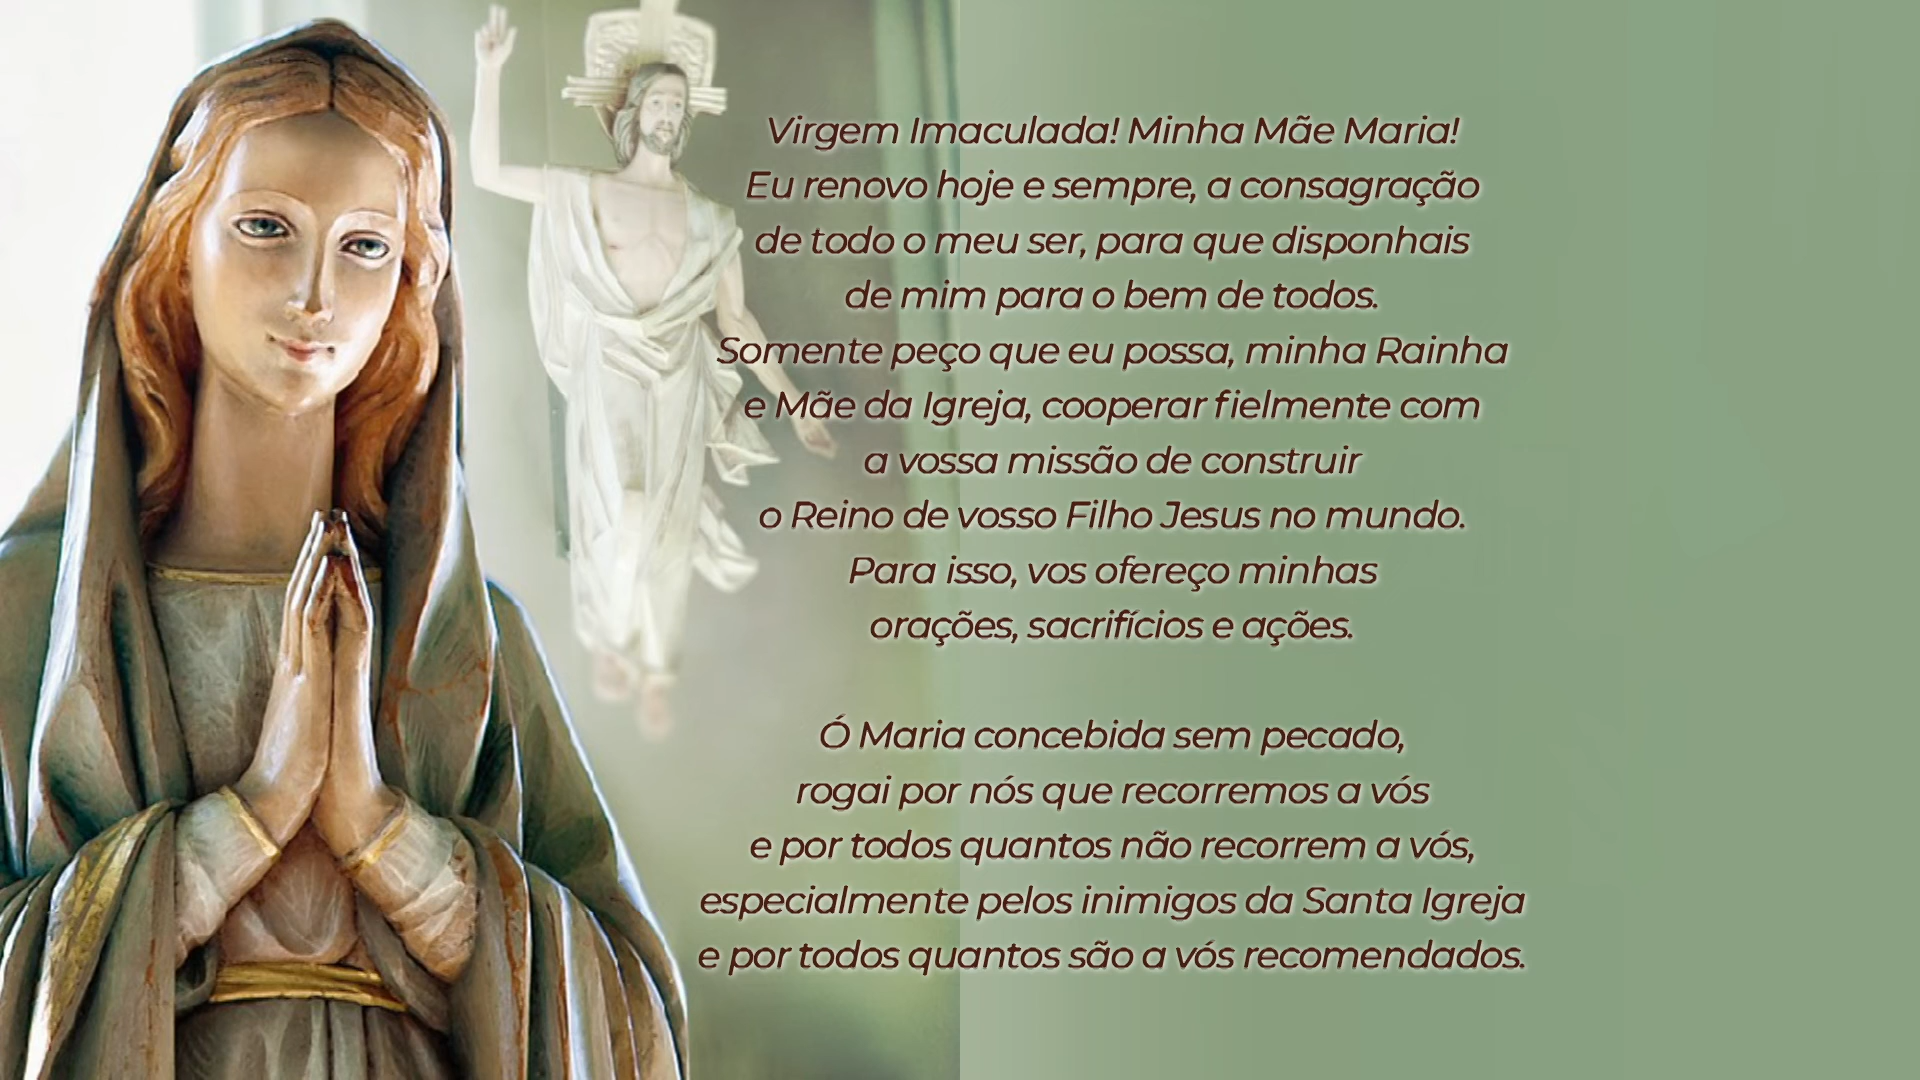 Virgem Imaculada! Minha Mãe Maria!
Eu renovo hoje e sempre, a consagração
de todo o meu ser, para que disponhais
de mim para o bem de todos.
Somente peço que eu possa, minha Rainha
e Mãe da Igreja, cooperar fielmente com
a vossa missão de construir
o Reino de vosso Filho Jesus no mundo.
Para isso, vos ofereço minhas
orações, sacrifícios e ações.
Ó Maria concebida sem pecado,
rogai por nós que recorremos a vós
e por todos quantos não recorrem a vós,
especialmente pelos inimigos da Santa Igreja
e por todos quantos são a vós recomendados.